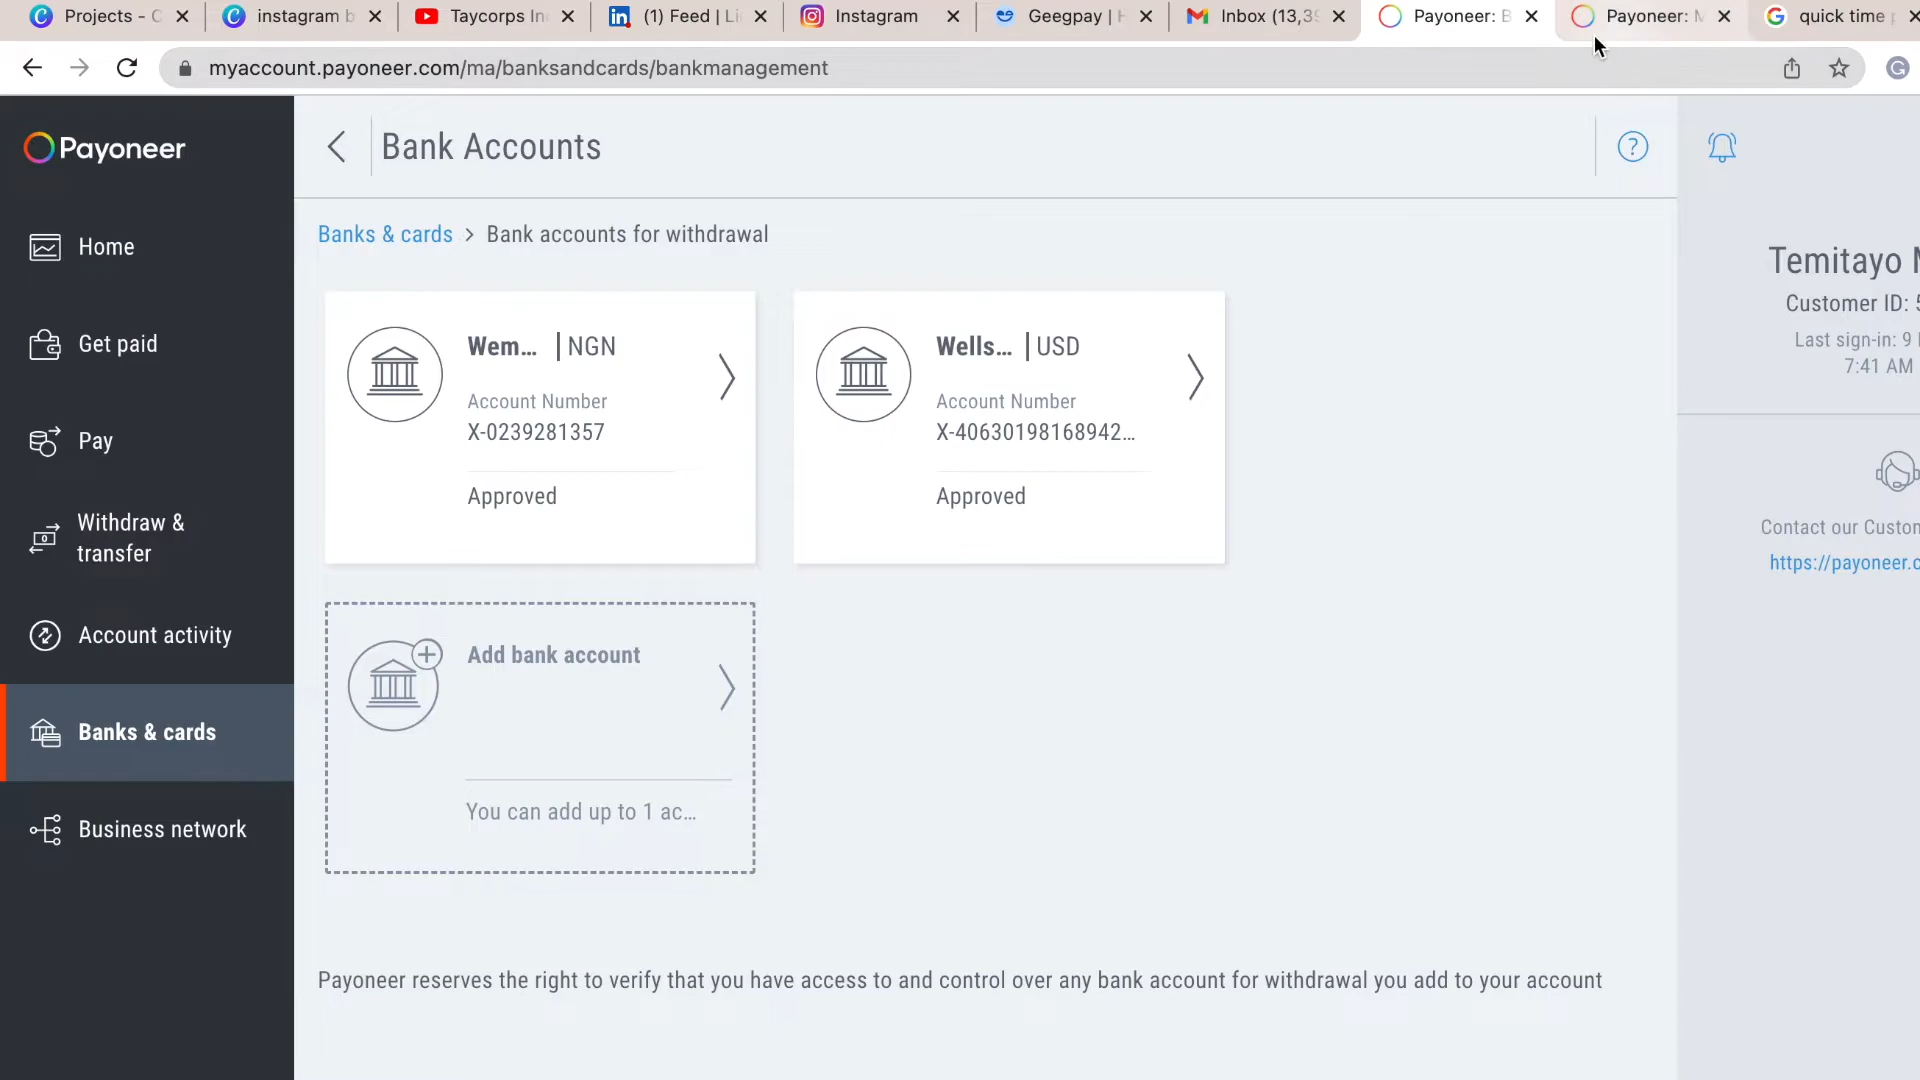 Projects - C
instagram b
Taycorps In
(1) Feed | Li
Instagram
Geegpay | H
Inbox (13,39
Payoneer: B
Payoneer: M
quick time p
myaccount.payoneer.com/ma/banksandcards/bankmanagement
Payoneer
Home
Get paid
Pay
Withdraw &
transfer
Account activity
Banks & cards
Business network
Bank Accounts
?
Banks & cards > Bank accounts for withdrawal
Wem... | NGN
Account Number
X-0239281357
Approved
Wells... | USD
Account Number
X-40630198168942...
Approved
Add bank account
You can add up to 1 ac...
Payoneer reserves the right to verify that you have access to and control over any bank account for withdrawal you add to your account
Temitayo M
Customer ID: 5
Last sign-in: 9
7:41 AM
Contact our Custon
https://payoneer.c